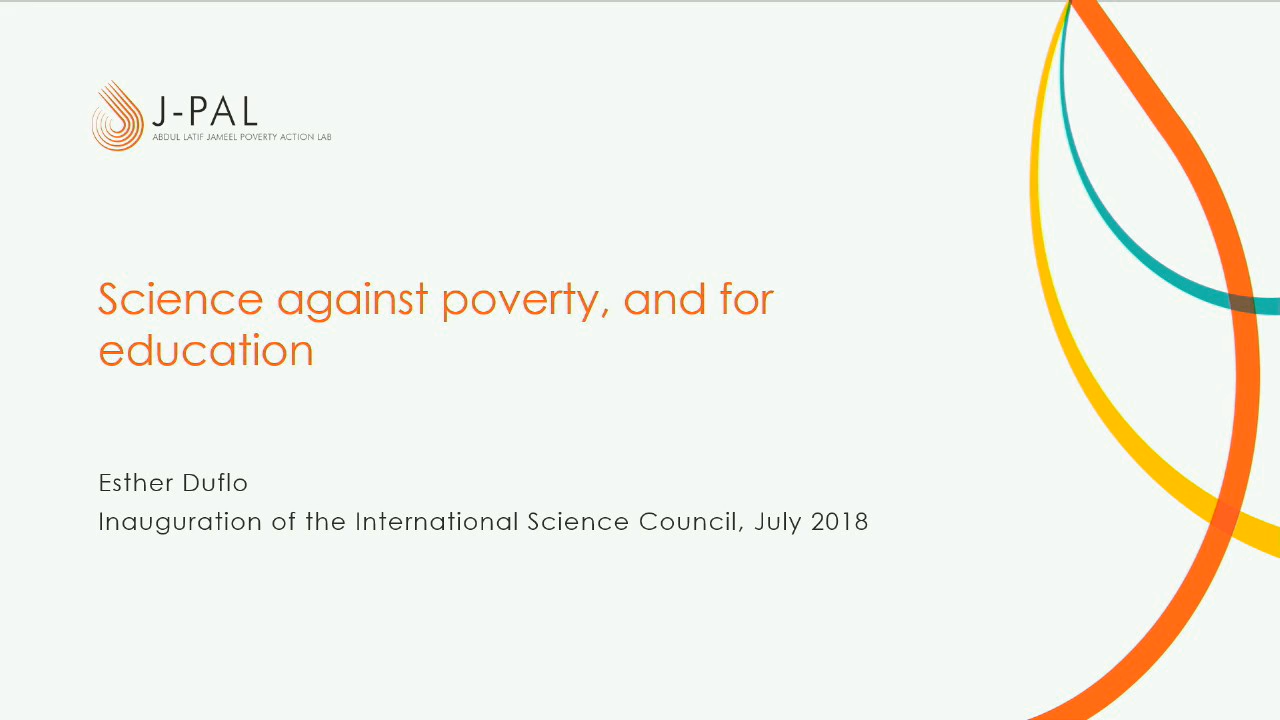 J-PAL
ABDUL LATIF JAMEEL POVERTY ACTION LAB
Science against poverty, and for
education
Esther Duflo
Inauguration of the International Science Council, July 2018